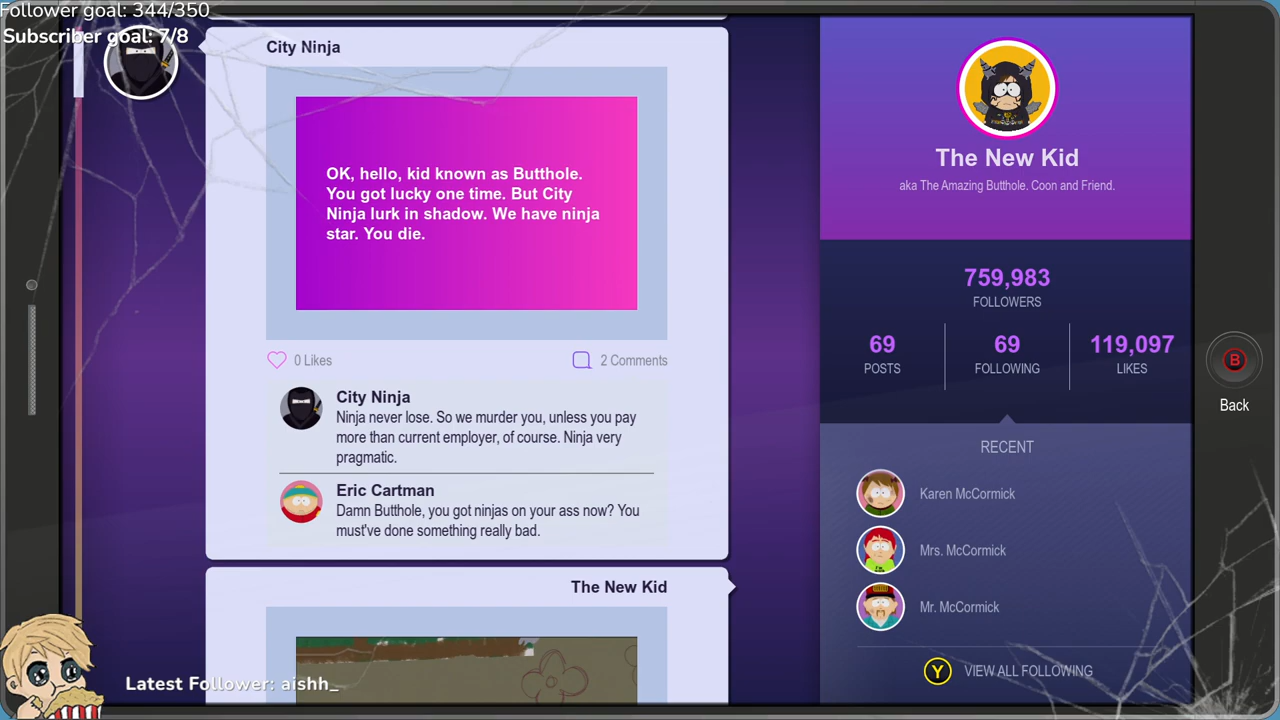 Follower goal: 344/350
Subscriber goal: 7/8
City Ninja
OK, hello, kid known as Butthole.
You got lucky one time. But City
Ninja lurk in shadow. We have ninja
star. You die.
0 Likes
2 Comments
City Ninja
Ninja never lose. So we murder you, unless you pay
more than current employer, of course. Ninja very
pragmatic.
Eric Cartman
Damn Butthole, you got ninjas on your ass now? You
must've done something really bad.
The New Kid
Latest Follower: aishh_
The New Kid
aka The Amazing Butthole. Coon and Friend.
759,983
FOLLOWERS
69
POSTS
69
FOLLOWING
119,097
LIKES
RECENT
Karen McCormick
Mrs. McCormick
Mr. McCormick
Y VIEW ALL FOLLOWING
B
Back